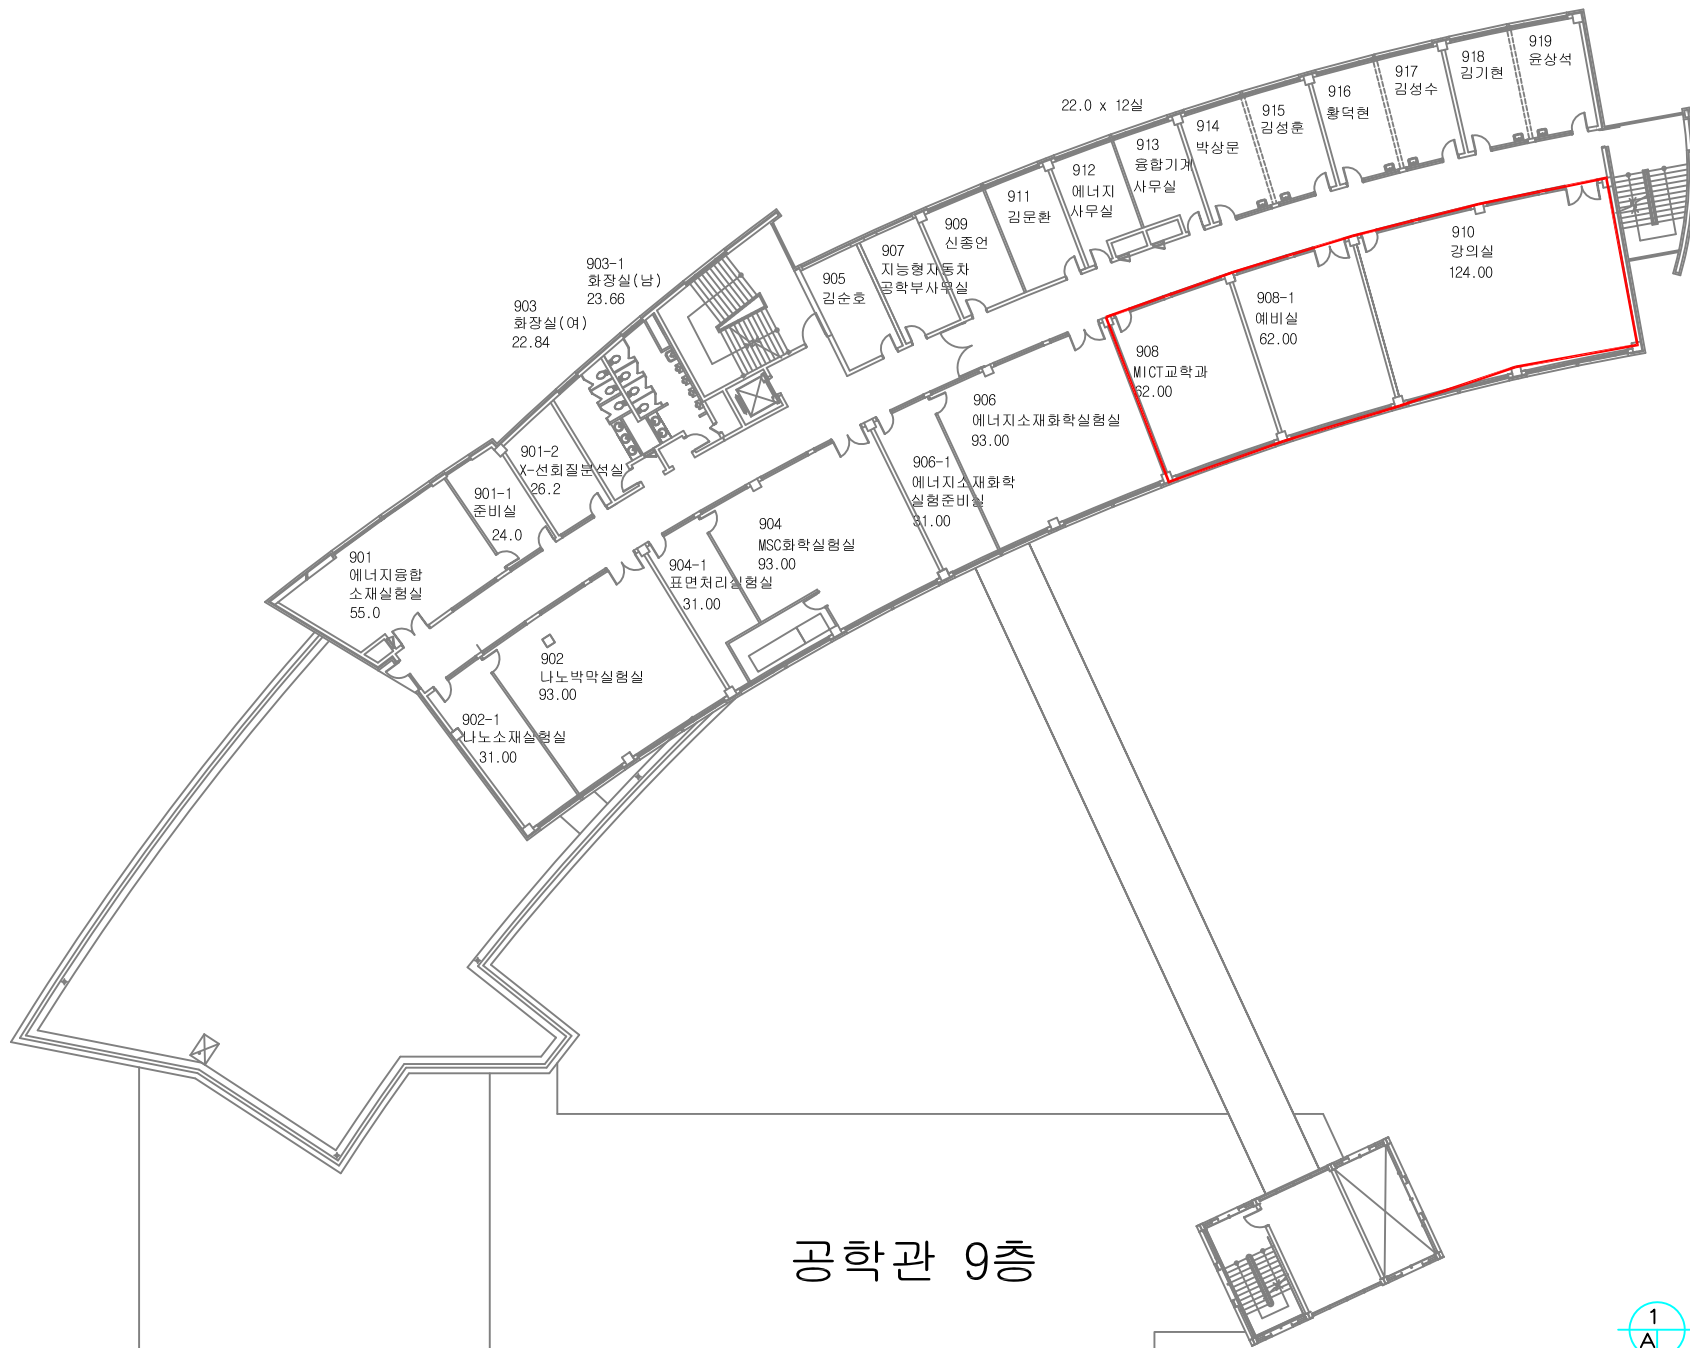 919
윤상석
918
김기현
917
김성수
916
황덕현
22.0 x 12실
915
김성훈
914
박상문
913
융합기계
사무실
912
에너지
사무실
911
김문환
909
신종언
907
지능형자동차
공학부사무실
905
김순호
903-1
화장실(남)
23.66
903
화장실(여)
22.84
910
강의실
124.00
908-1
예비실
62.00
908
MICT교학과
62.00
906
에너지소재화학실험실
93.00
906-1
에너지소재화학
실험준비실
31.00
901-2
X-선회질분석실
26.2
901-1
준비실
24.0
901
에너지융합
소재실험실
55.0
904
MSC화학실험실
93.00
904-1
표면처리실험실
31.00
902
나노박막실험실
93.00
902-1
나노소재실험실
31.00
공학관 9층
1
A